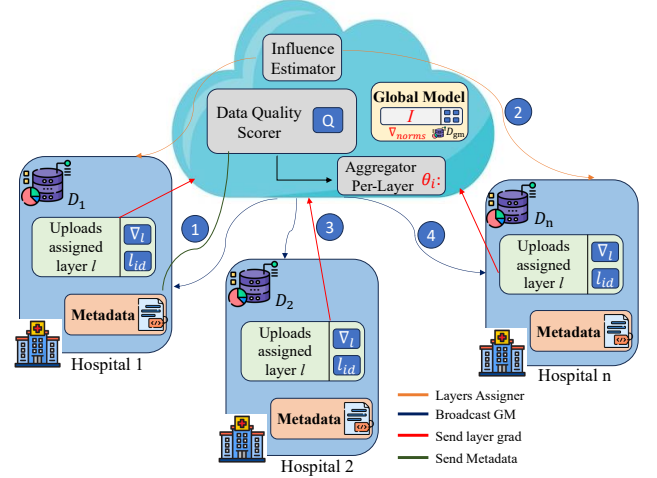 Influence
Estimator
Data Quality
Scorer
Q
Global Model
I
∇norms
Dgm
Aggregator
Per-Layer
θi:
2
D1
Uploads
assigned
layer l
∇l
lid
Metadata
Hospital 1
1
3
4
D2
Uploads
assigned
layer l
∇l
lid
Metadata
Hospital 2
Dn
Uploads
assigned
layer l
∇l
lid
Metadata
Hospital n
Layers Assigner
Broadcast GM
Send layer grad
Send Metadata